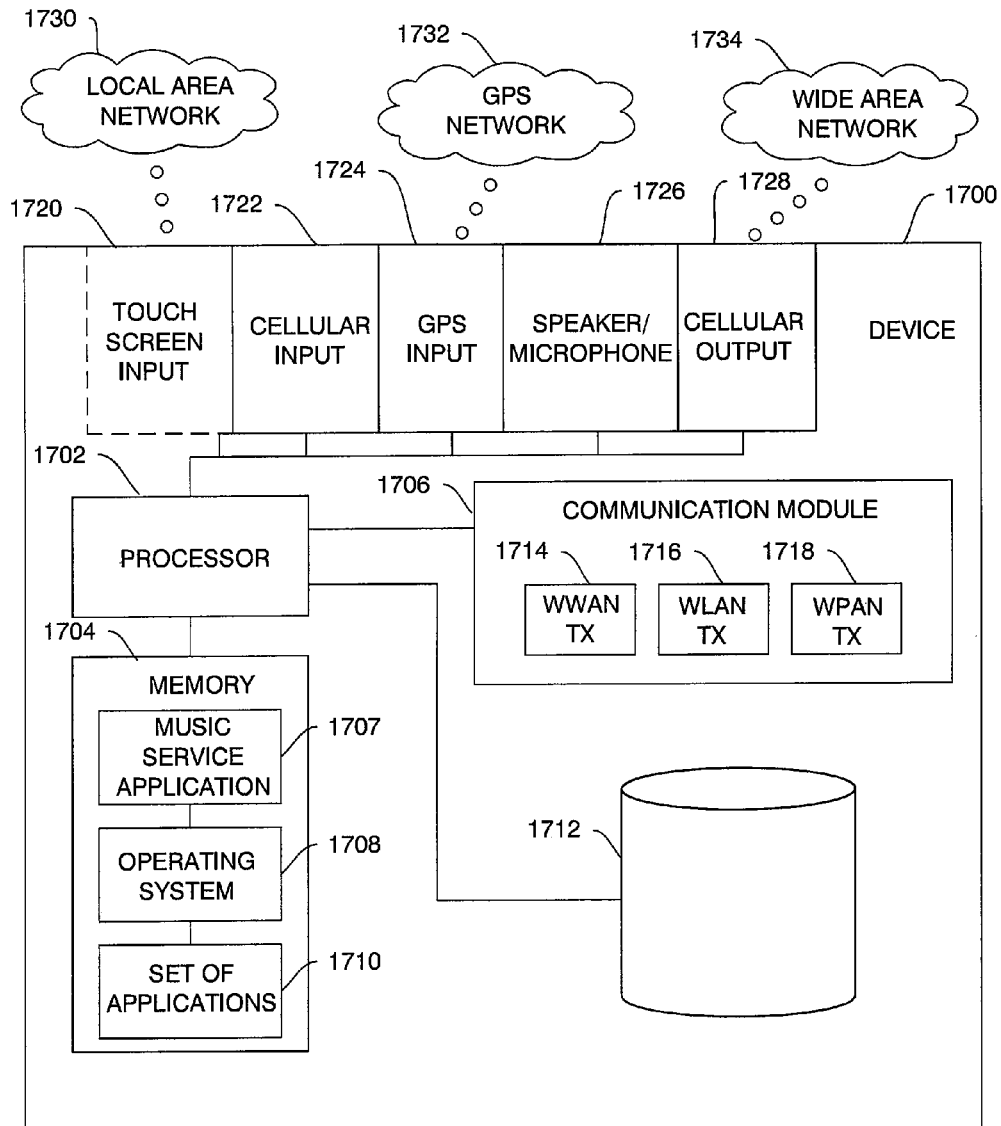 1730
LOCAL AREA
NETWORK
1732
GPS
NETWORK
1734
WIDE AREA
NETWORK
1720
1722
1724
1726
1728
1700
TOUCH
SCREEN
INPUT
CELLULAR
INPUT
GPS
INPUT
SPEAKER/
MICROPHONE
CELLULAR
OUTPUT
DEVICE
1702
PROCESSOR
1706
COMMUNICATION MODULE
1714
1716
1718
WWAN
TX
WLAN
TX
WPAN
TX
1704
MEMORY
MUSIC
SERVICE
APPLICATION
1707
OPERATING
SYSTEM
1708
SET OF
APPLICATIONS
1710
1712